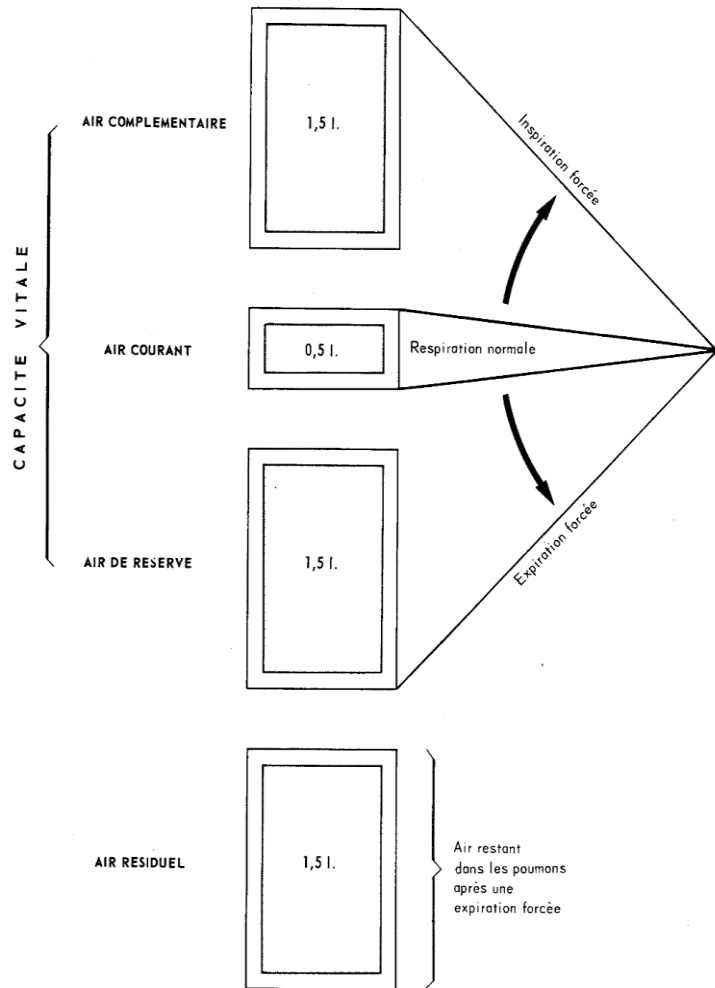 AIR COMPLEMENTAIRE
1,5 l.
Inspiration forcée
CAPACITE VITALE
AIR COURANT
0,5 l.
Respiration normale
AIR DE RESERVE
1,5 l.
Expiration forcée
AIR RESIDUEL
1,5 l.
Air restant
dans les poumons
après une
expiration forcée